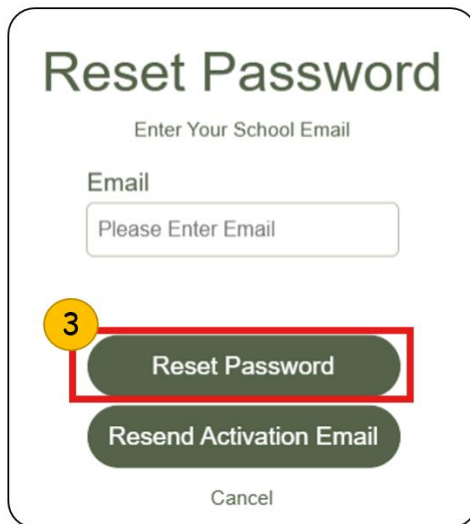 Reset Password
Enter Your School Email
Email
Please Enter Email
3
Reset Password
Resend Activation Email
Cancel